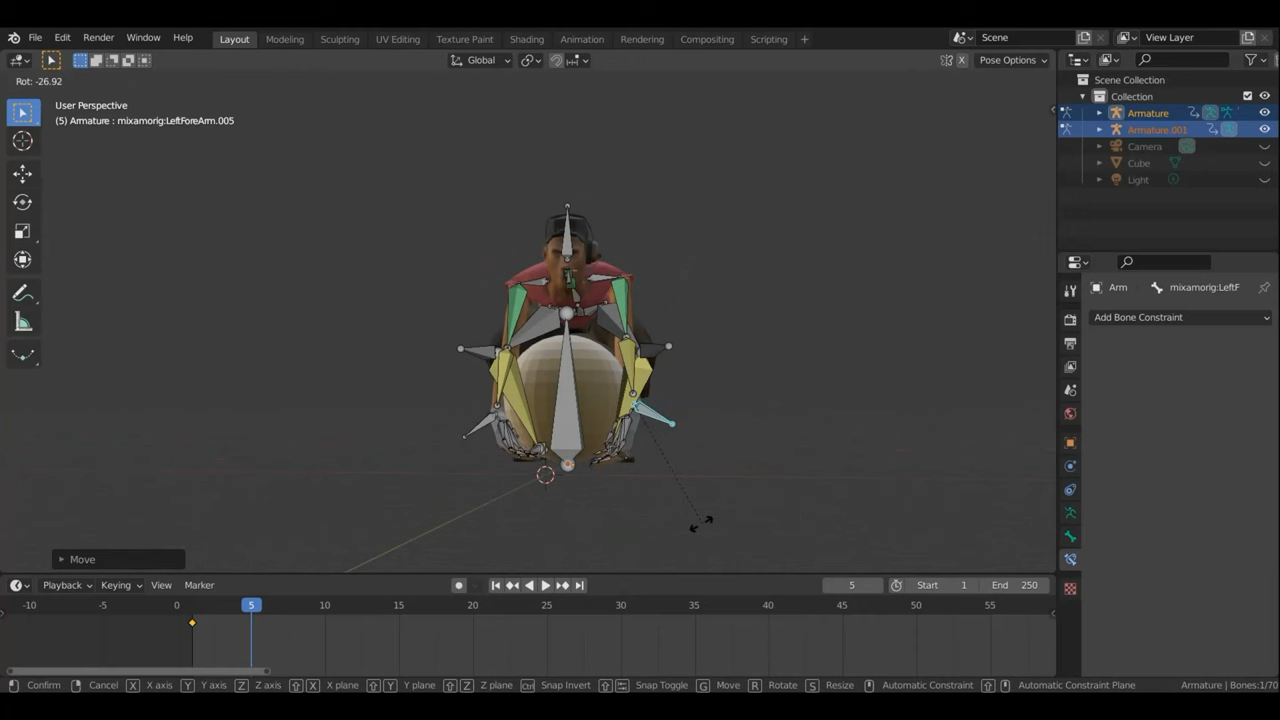 File Edit Render Window Help Layout Modeling Sculpting UV Editing Texture Paint Shading Animation Rendering Compositing Scripting + Scene View Layer
Global X Pose Options
Rot: -26.92
User Perspective
(5) Armature : mixamorig:LeftForeArm.005
Scene Collection
Collection
Armature
Armature.001
Camera
Cube
Light
Arm mixamorig:LeftF
Add Bone Constraint
Move
Playback Keying View Marker 5 Start 1 End 250
-10 -5 0 5 10 15 20 25 30 35 40 45 50 55
Confirm Cancel X X axis Y Y axis Z Z axis X X plane Y Y plane Z Z plane Ctrl Snap Invert Snap Toggle G Move R Rotate S Resize Automatic Constraint Automatic Constraint Plane Armature | Bones:1/70